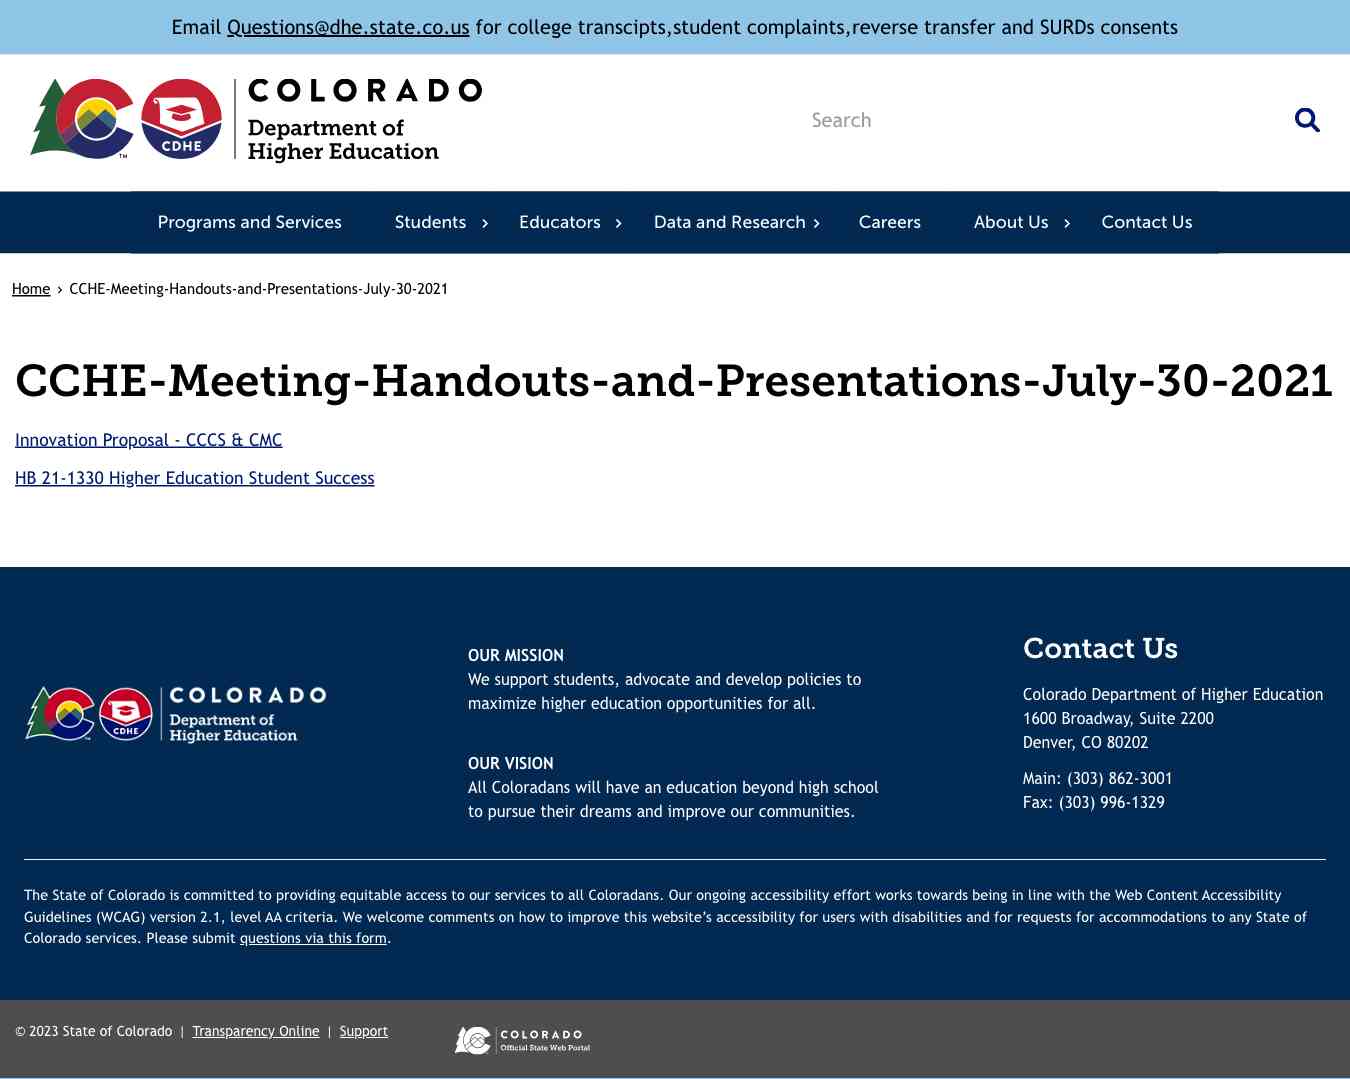 Email Questions@dhe.state.co.us for college transcipts,student complaints,reverse transfer and SURDs consents
COLORADO
Department of
Higher Education
CDHE
TM
Search
Programs and Services Students Educators Data and Research Careers About Us Contact Us
Home › CCHE-Meeting-Handouts-and-Presentations-July-30-2021
CCHE-Meeting-Handouts-and-Presentations-July-30-2021
Innovation Proposal - CCCS & CMC
HB 21-1330 Higher Education Student Success
COLORADO
Department of
Higher Education
CDHE
OUR MISSION
We support students, advocate and develop policies to
maximize higher education opportunities for all.
OUR VISION
All Coloradans will have an education beyond high school
to pursue their dreams and improve our communities.
Contact Us
Colorado Department of Higher Education
1600 Broadway, Suite 2200
Denver, CO 80202
Main: (303) 862-3001
Fax: (303) 996-1329
The State of Colorado is committed to providing equitable access to our services to all Coloradans. Our ongoing accessibility effort works towards being in line with the Web Content Accessibility
Guidelines (WCAG) version 2.1, level AA criteria. We welcome comments on how to improve this website's accessibility for users with disabilities and for requests for accommodations to any State of
Colorado services. Please submit questions via this form.
© 2023 State of Colorado | Transparency Online | Support
COLORADO
Official State Web Portal